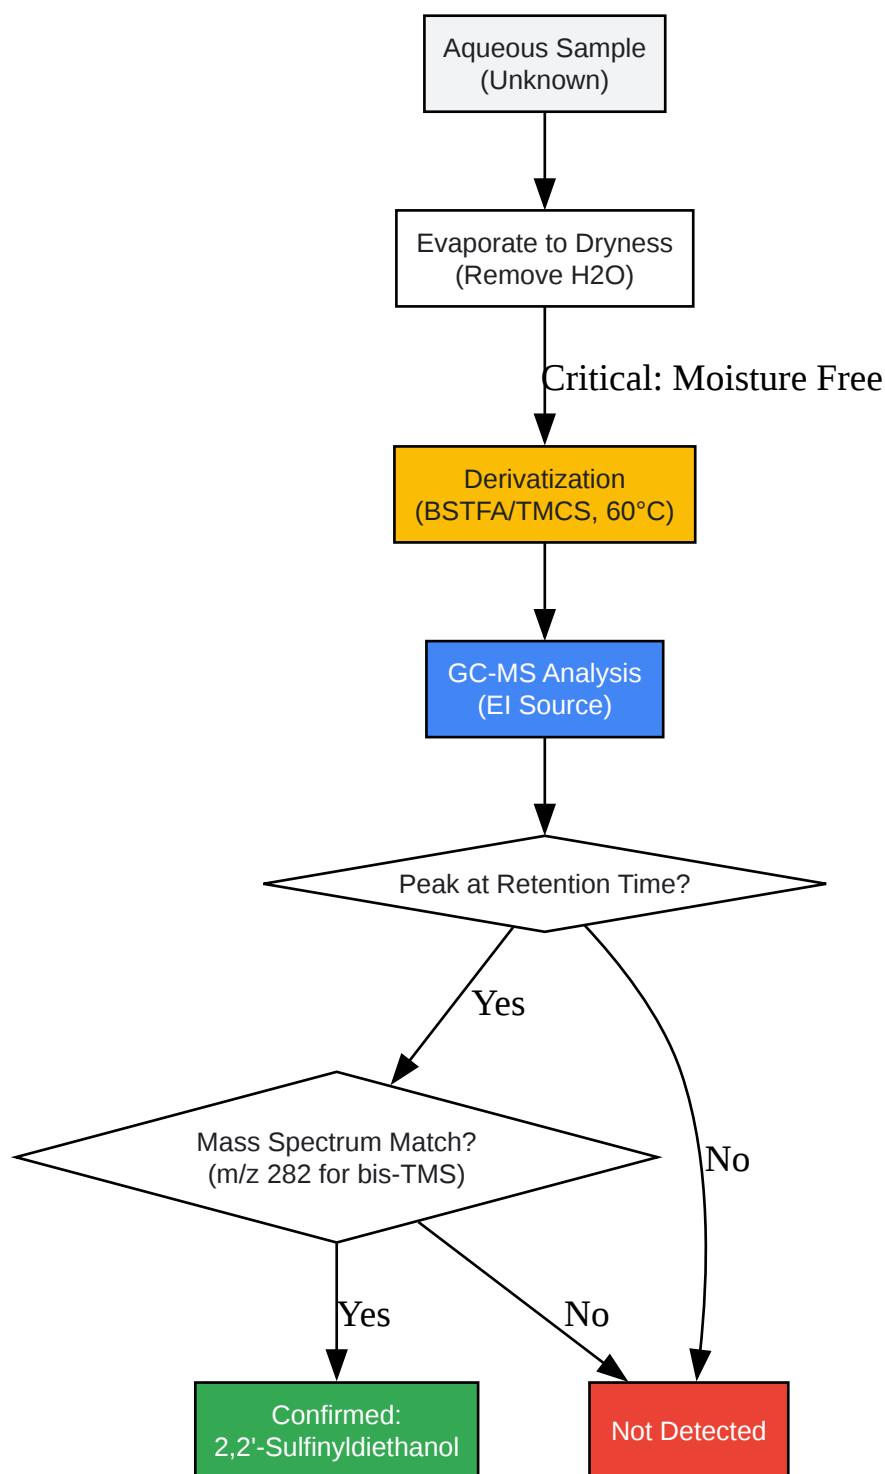 Aqueous Sample
(Unknown)
Evaporate to Dryness
(Remove H2O)
Critical: Moisture Free
Derivatization
(BSTFA/TMCS, 60°C)
GC-MS Analysis
(EI Source)
Peak at Retention Time?
Yes
Mass Spectrum Match?
(m/z 282 for bis-TMS)
No
Yes
No
Confirmed:
2,2'-Sulfinyldiethanol
Not Detected